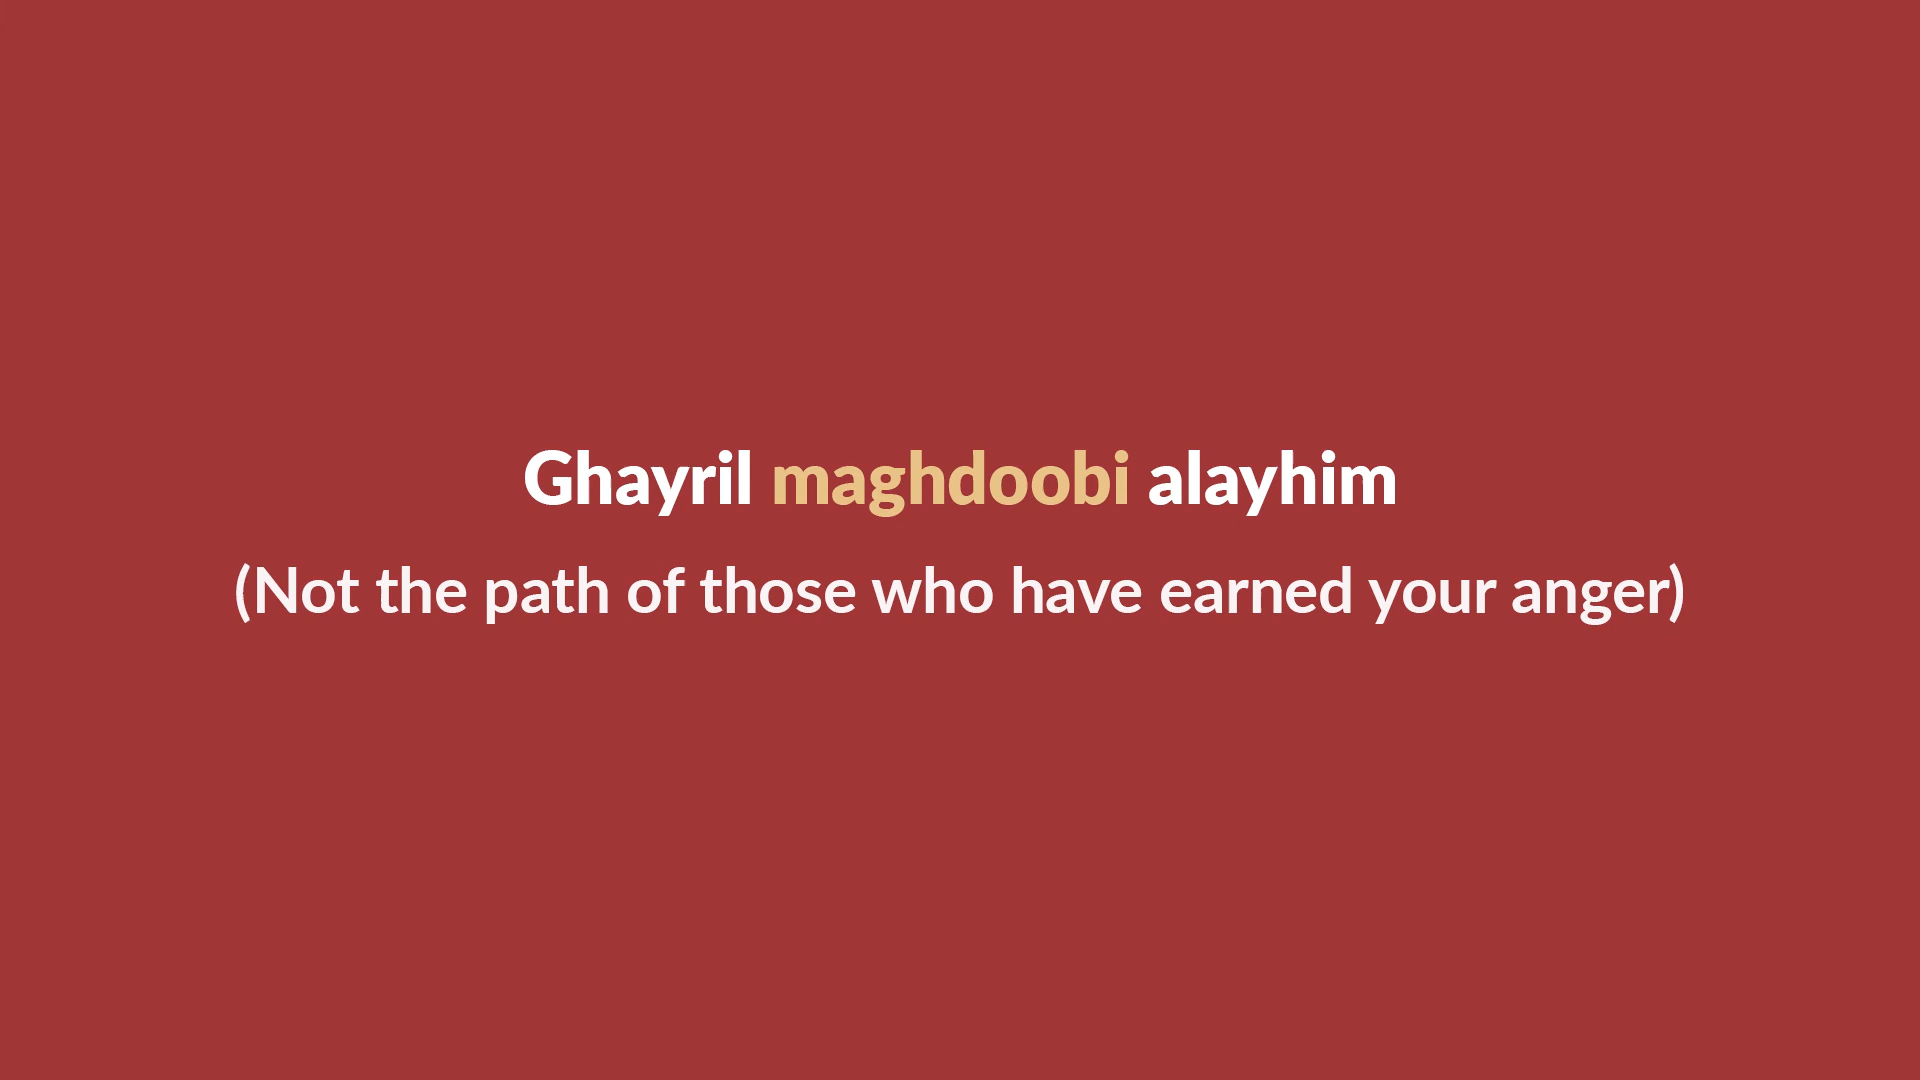 Ghayril maghdoobi alayhim
(Not the path of those who have earned your anger)